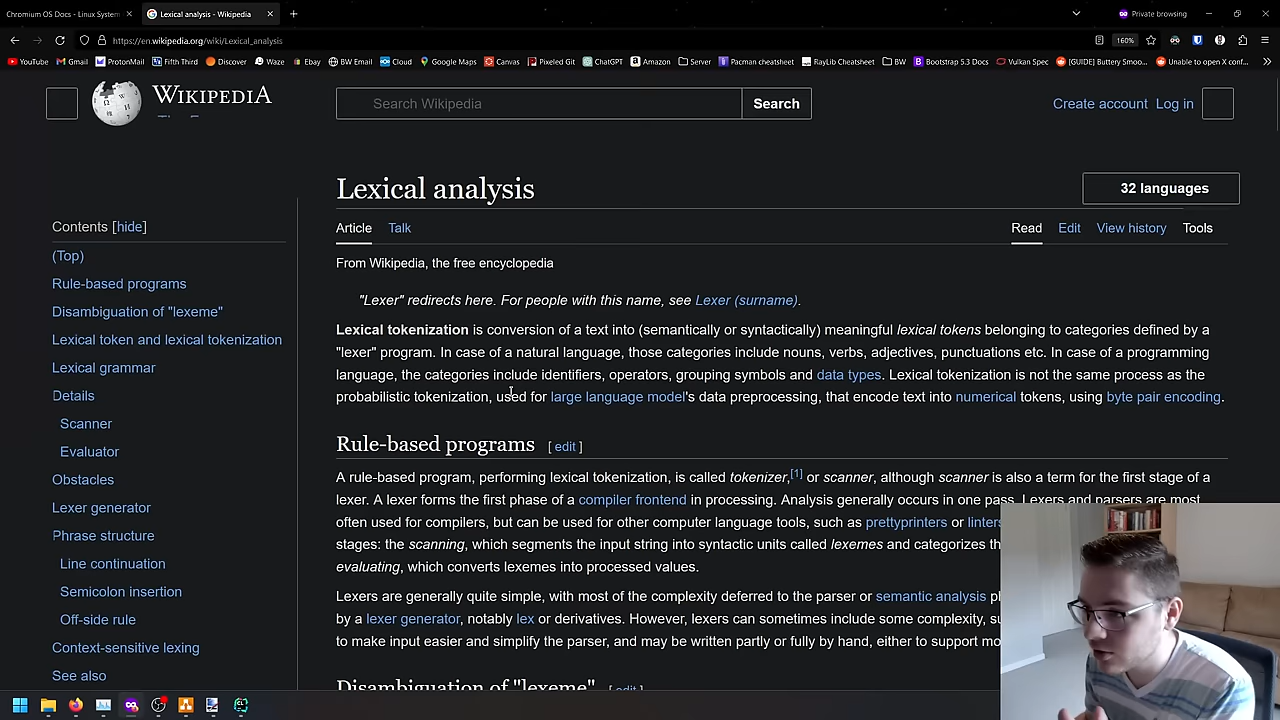 Chromium OS Docs - Linux System
Lexical analysis - Wikipedia
Private browsing
https://en.wikipedia.org/wiki/Lexical_analysis
160%
YouTube Gmail ProtonMail Fifth Third Discover Waze Ebay BW Email Cloud Google Maps Canvas Pixeled Git ChatGPT Amazon Server Pacman cheatsheet RayLib Cheatsheet BW Bootstrap 5.3 Docs Vulkan Spec [GUIDE] Buttery Smoo... Unable to open X conf...
WIKIPEDIA
Search Wikipedia
Search
Create account Log in
Lexical analysis
32 languages
Contents [hide]
(Top)
Rule-based programs
Disambiguation of "lexeme"
Lexical token and lexical tokenization
Lexical grammar
Details
Scanner
Evaluator
Obstacles
Lexer generator
Phrase structure
Line continuation
Semicolon insertion
Off-side rule
Context-sensitive lexing
See also
Article Talk
Read Edit View history Tools
From Wikipedia, the free encyclopedia
"Lexer" redirects here. For people with this name, see Lexer (surname).
Lexical tokenization is conversion of a text into (semantically or syntactically) meaningful lexical tokens belonging to categories defined by a
"lexer" program. In case of a natural language, those categories include nouns, verbs, adjectives, punctuations etc. In case of a programming
language, the categories include identifiers, operators, grouping symbols and data types. Lexical tokenization is not the same process as the
probabilistic tokenization, used for large language model's data preprocessing, that encode text into numerical tokens, using byte pair encoding.
Rule-based programs [ edit ]
A rule-based program, performing lexical tokenization, is called tokenizer,[1] or scanner, although scanner is also a term for the first stage of a
lexer. A lexer forms the first phase of a compiler frontend in processing. Analysis generally occurs in one pass. Lexers and parsers are most
often used for compilers, but can be used for other computer language tools, such as prettyprinters or linters
stages: the scanning, which segments the input string into syntactic units called lexemes and categorizes th
evaluating, which converts lexemes into processed values.
Lexers are generally quite simple, with most of the complexity deferred to the parser or semantic analysis p
by a lexer generator, notably lex or derivatives. However, lexers can sometimes include some complexity, su
to make input easier and simplify the parser, and may be written partly or fully by hand, either to support mo
Disambiguation of "lexeme" [ edit ]